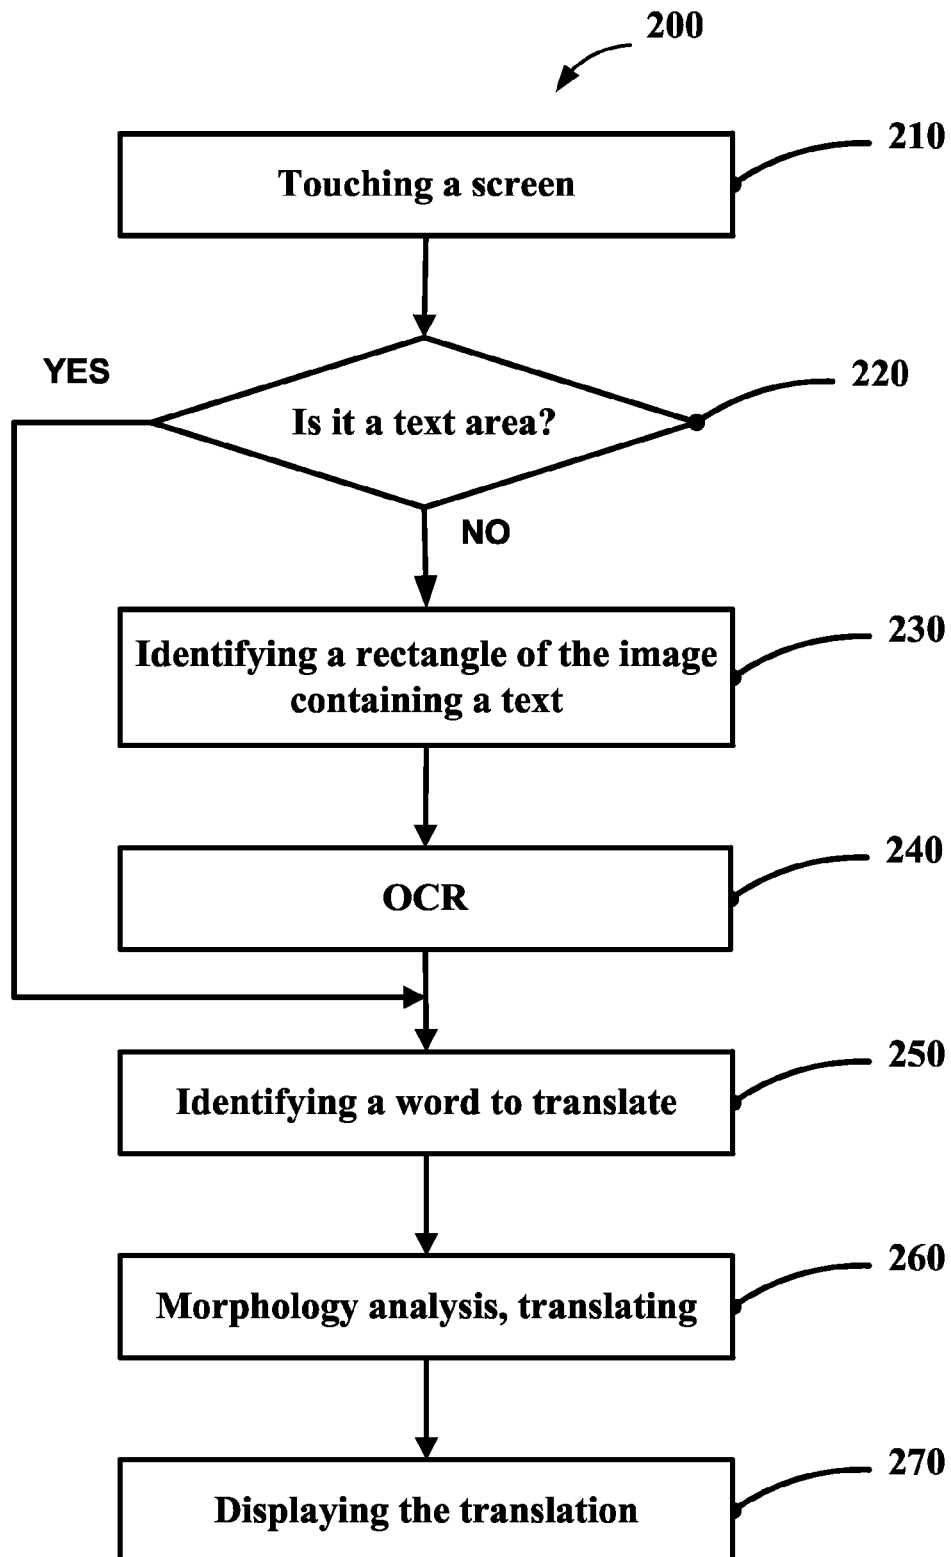 200
Touching a screen
210
YES
Is it a text area?
220
NO
Identifying a rectangle of the image
containing a text
230
OCR
240
Identifying a word to translate
250
Morphology analysis, translating
260
Displaying the translation
270